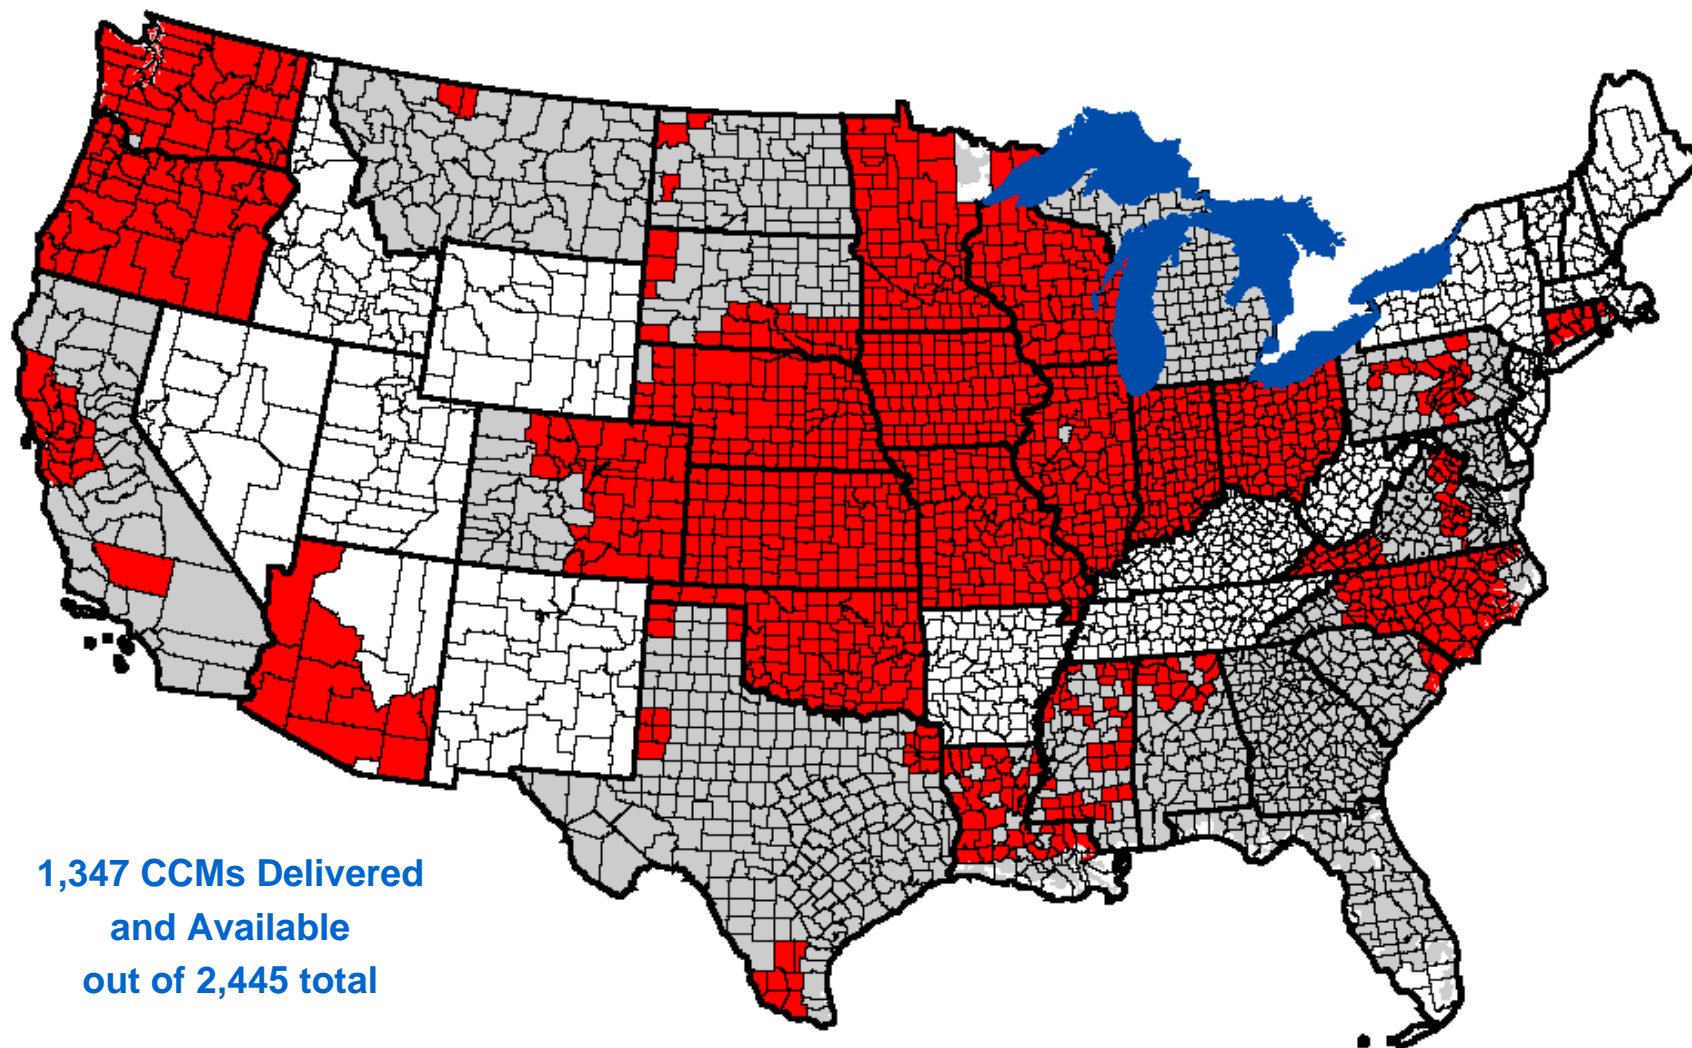 1,347 CCMs Delivered
and Available
out of 2,445 total